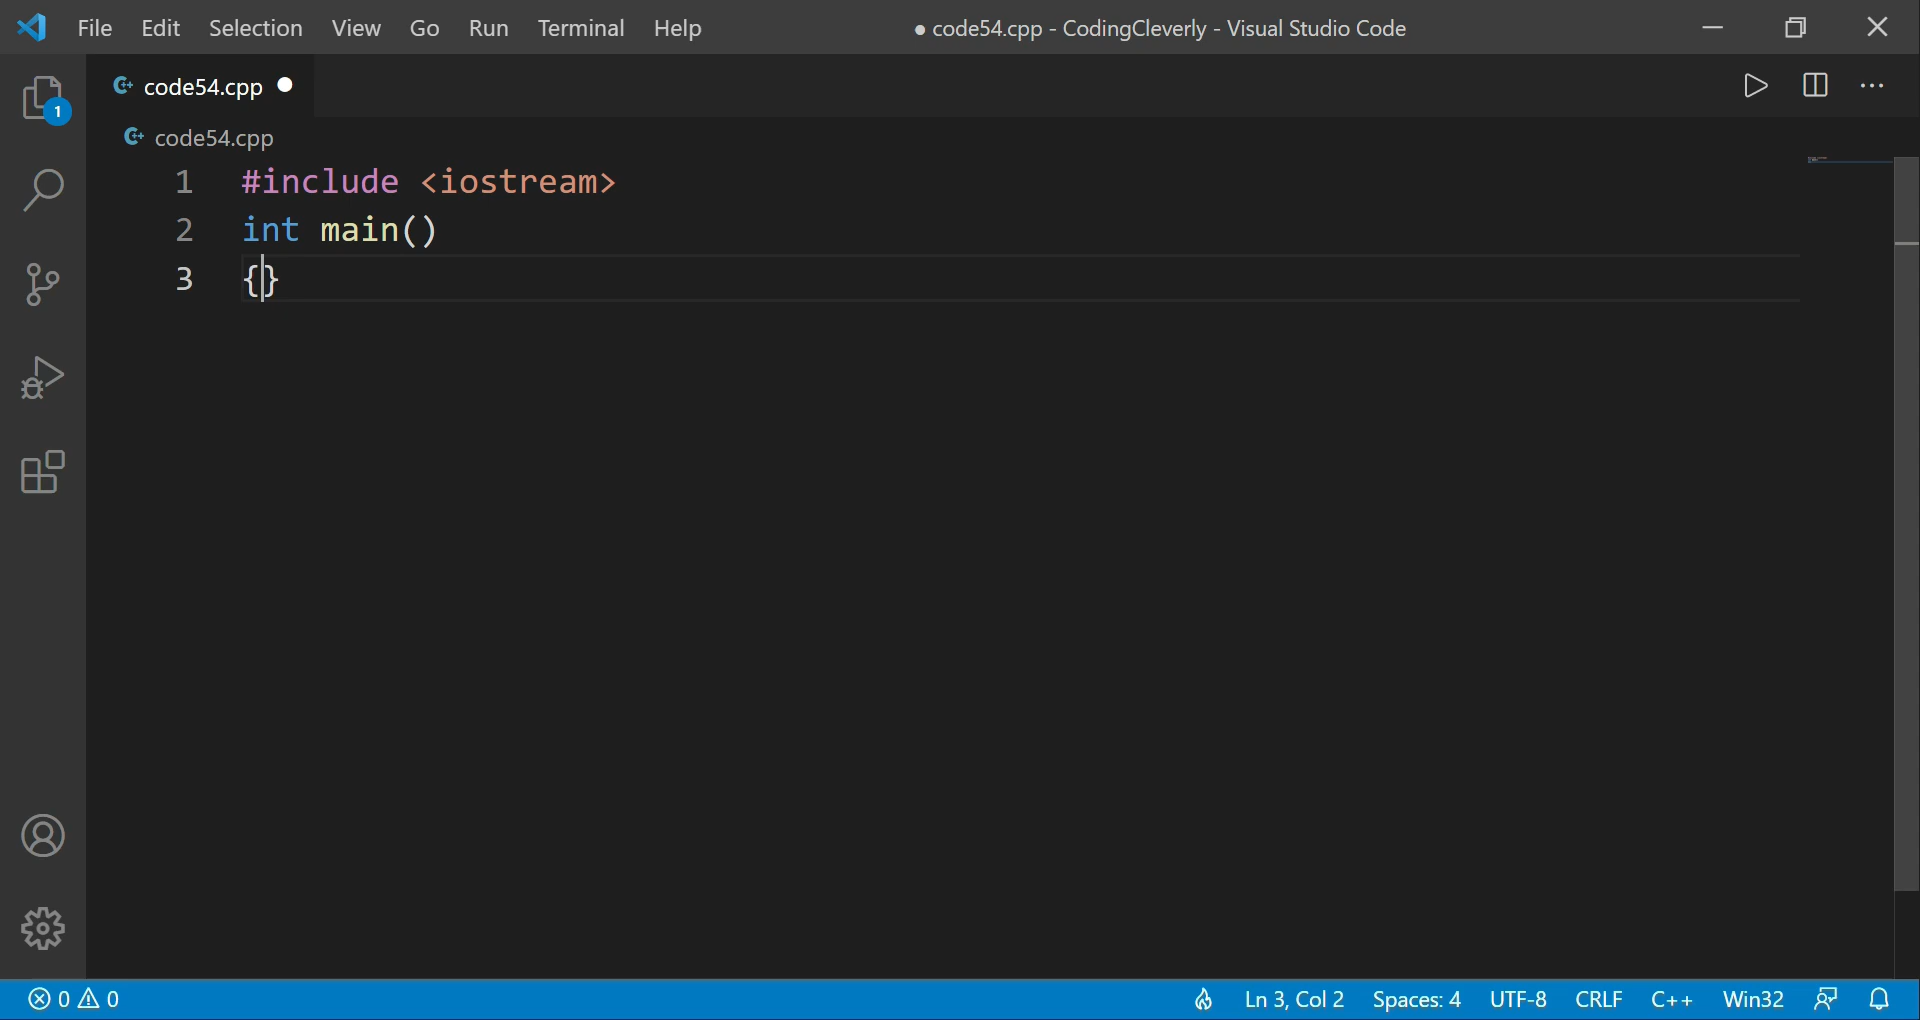 File Edit Selection View Go Run Terminal Help ● code54.cpp - CodingCleverly - Visual Studio Code
code54.cpp ●
1
code54.cpp
1 #include <iostream>
2 int main()
3 {}
0 0 Ln 3, Col 2 Spaces: 4 UTF-8 CRLF C++ Win32